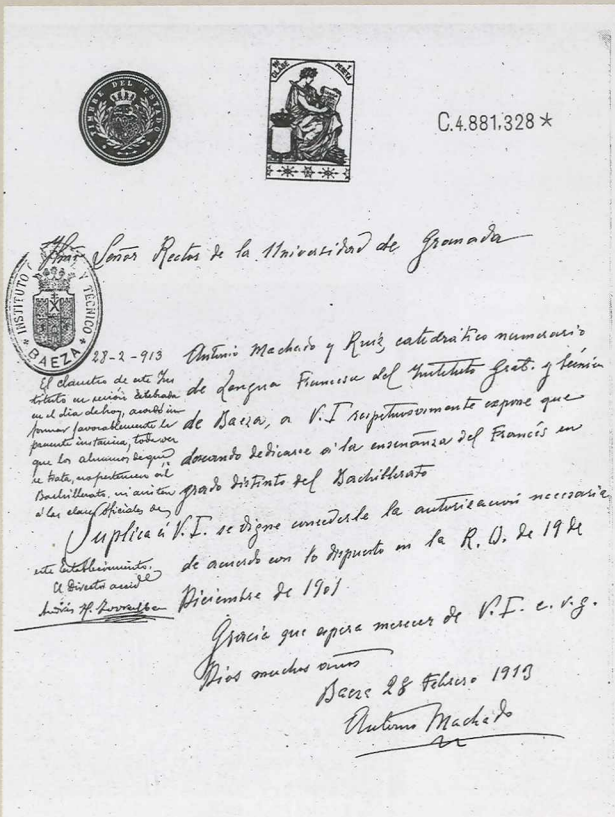 TIMBRE DEL ESTADO
C.4.881,328*
Ilmo Señor Rector de la Universidad de Granada
INSTITUTO Y TÉCNICO
BAEZA
28-2-913
El claustro de este Ins
tituto en sesión celebrada
en el dia de hoy, acordó in
formar favorablemente la
presente instancia, toda vez
que los alumnos de que
se trata, no pertenecen al
Bachillerato, ni asisten
á las clases oficiales de
este Establecimiento.
El Director accidl
Antonio Machado y Ruiz, catedrático numerario
de Lengua Francesa del Instituto Gral. y técnico
de Baeza, a V.I respetuosamente expone que
deseando dedicarse á la enseñanza del Francés en
grado distinto del Bachillerato
Suplica á V.I. se digne concederle la autorización necesaria
de acuerdo con lo dispuesto en la R.O. de 19 de
Diciembre de 1901
Gracia que espera merecer de V.I. c.v.g.
Dios muchos años
Baeza 28 Febrero 1913
Antonio Machado